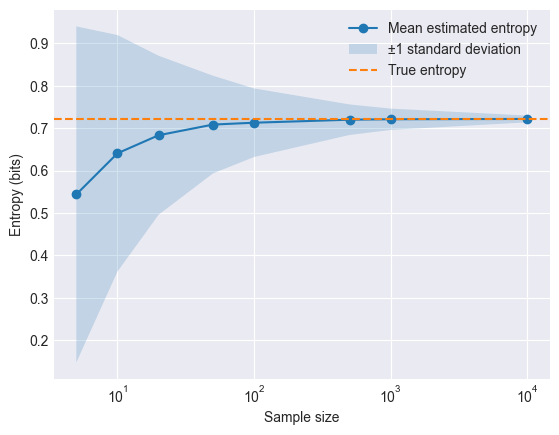 Mean estimated entropy
±1 standard deviation
True entropy
0.9
0.8
0.7
0.6
0.5
0.4
0.3
0.2
Entropy (bits)
10¹ 10² 10³ 10⁴
Sample size